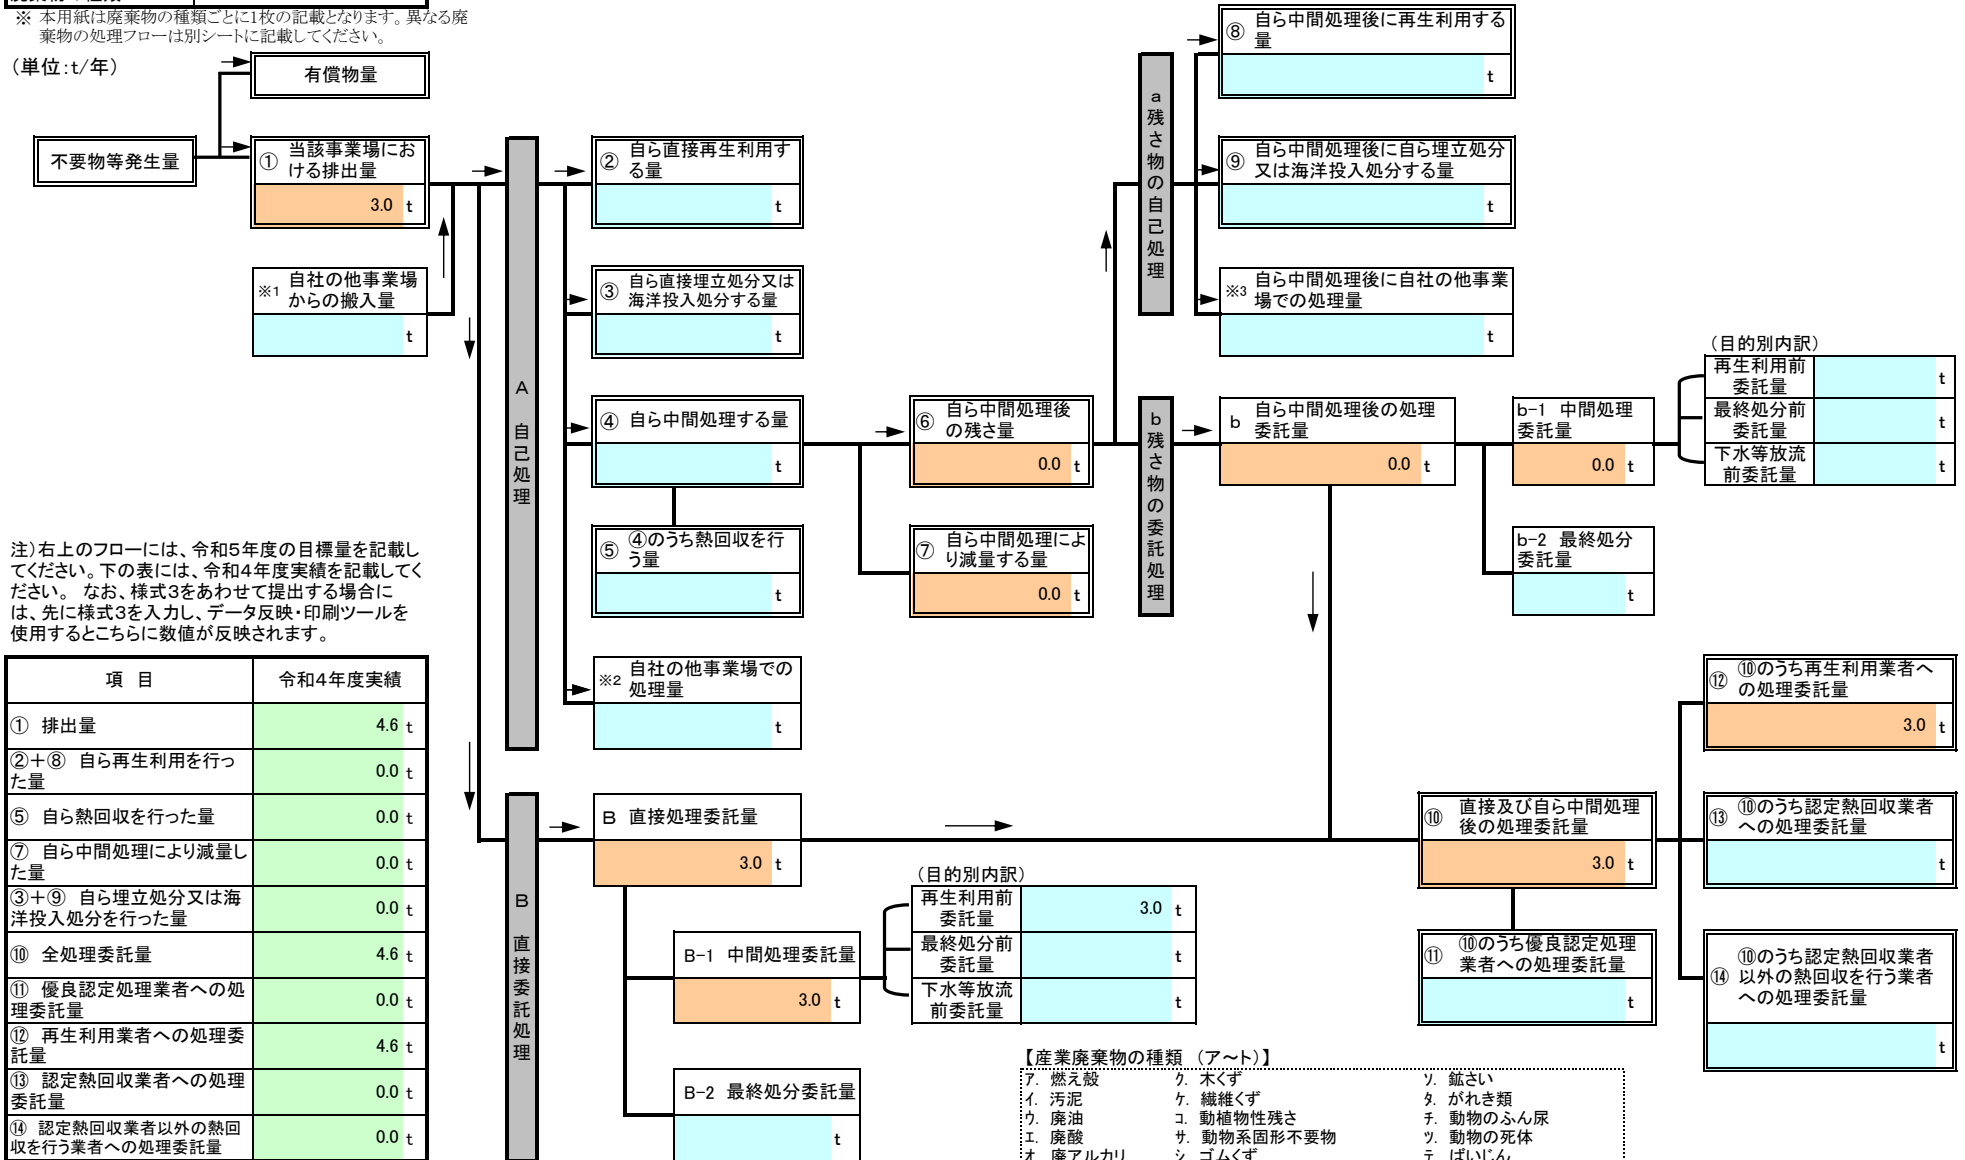 ※ 本用紙は廃棄物の種類ごとに1枚の記載となります。異なる廃
棄物の処理フローは別シートに記載してください。
(単位:t/年)
有償物量
不要物等発生量
① 当該事業場にお
ける排出量
3.0 t
※1 自社の他事業場
からの搬入量
t
A 自己処理
② 自ら直接再生利用す
る量
t
③ 自ら直接埋立処分又は
海洋投入処分する量
t
④ 自ら中間処理する量
t
⑤ ④のうち熱回収を行
う量
t
※2 自社の他事業場での
処理量
t
⑥ 自ら中間処理後
の残さ量
0.0 t
⑦ 自ら中間処理によ
り減量する量
0.0 t
a 残さ物の自己処理
⑧ 自ら中間処理後に再生利用する
量
t
⑨ 自ら中間処理後に自ら埋立処分
又は海洋投入処分する量
t
※3 自ら中間処理後に自社の他事業
場での処理量
t
b 残さ物の委託処理
b 自ら中間処理後の処理
委託量
0.0 t
b-1 中間処理
委託量
0.0 t
b-2 最終処分
委託量
t
(目的別内訳)
再生利用前
委託量
t
最終処分前
委託量
t
下水等放流
前委託量
t
注)右上のフローには、令和5年度の目標量を記載し
てください。下の表には、令和4年度実績を記載してく
ださい。 なお、様式3をあわせて提出する場合に
は、先に様式3を入力し、データ反映・印刷ツールを
使用するとこちらに数値が反映されます。
項 目 令和4年度実績
① 排出量 4.6 t
②+⑧ 自ら再生利用を行っ
た量
0.0 t
⑤ 自ら熱回収を行った量 0.0 t
⑦ 自ら中間処理により減量し
た量
0.0 t
③+⑨ 自ら埋立処分又は海
洋投入処分を行った量
0.0 t
⑩ 全処理委託量 4.6 t
⑪ 優良認定処理業者への処
理委託量
0.0 t
⑫ 再生利用業者への処理委
託量
4.6 t
⑬ 認定熱回収業者への処理
委託量
0.0 t
⑭ 認定熱回収業者以外の熱回
収を行う業者への処理委託量
0.0 t
B 直接委託処理
B 直接処理委託量
3.0 t
B-1 中間処理委託量
3.0 t
B-2 最終処分委託量
t
(目的別内訳)
再生利用前
委託量
3.0 t
最終処分前
委託量
t
下水等放流
前委託量
t
⑩ 直接及び自ら中間処理
後の処理委託量
3.0 t
⑪ ⑩のうち優良認定処理
業者への処理委託量
t
⑫ ⑩のうち再生利用業者へ
の処理委託量
3.0 t
⑬ ⑩のうち認定熱回収業者
への処理委託量
t
⑭ ⑩のうち認定熱回収業者
以外の熱回収を行う業者
への処理委託量
t
【産業廃棄物の種類 (ア~ト)】
ア. 燃え殻 ク. 木くず ソ. 鉱さい
イ. 汚泥 ケ. 繊維くず タ. がれき類
ウ. 廃油 コ. 動植物性残さ チ. 動物のふん尿
エ. 廃酸 サ. 動物系固形不要物 ツ. 動物の死体
オ. 廃アルカリ シ. ゴムくず テ. ばいじん